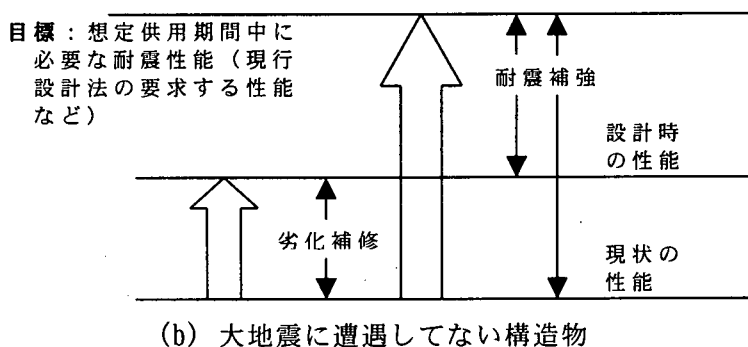 目標：想定供用期間中に
必要な耐震性能（現行
設計法の要求する性能
など）
耐震補強
設計時
の性能
劣化補修
現状の
性能
(b) 大地震に遭遇してない構造物